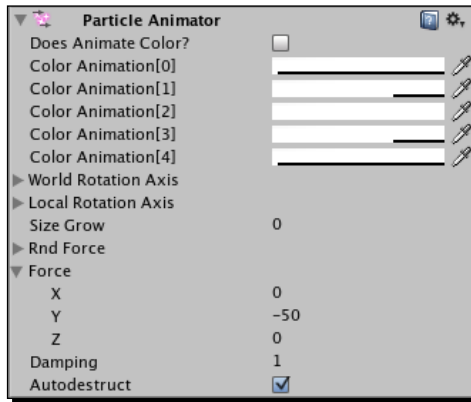 Particle Animator
Does Animate Color?
Color Animation[0]
Color Animation[1]
Color Animation[2]
Color Animation[3]
Color Animation[4]
World Rotation Axis
Local Rotation Axis
Size Grow 0
Rnd Force
Force
X 0
Y -50
Z 0
Damping 1
Autodestruct